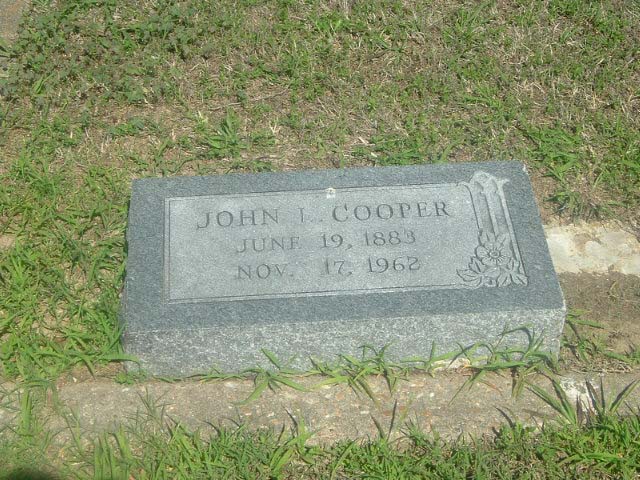 JOHN L. COOPER
JUNE 19, 1883
NOV. 17, 1962